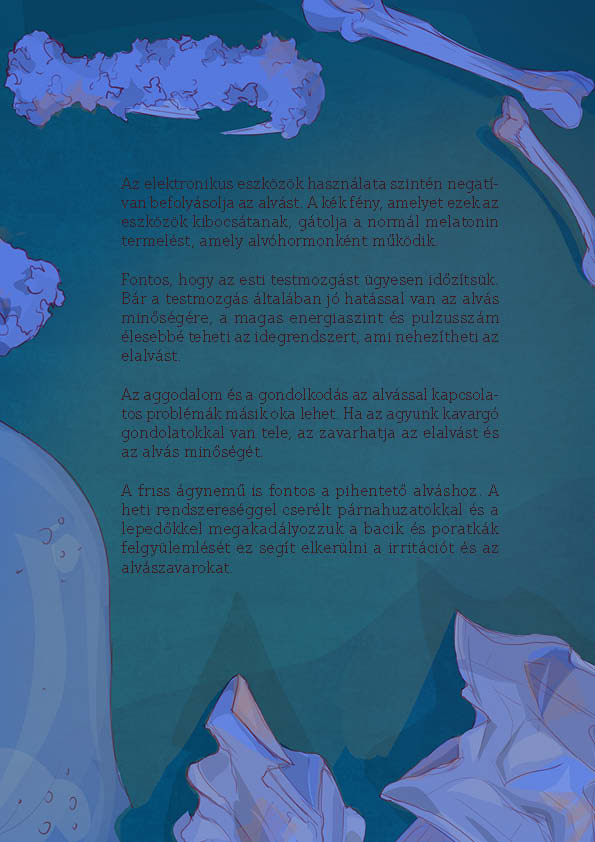 Az elektronikus eszközök használata szintén negatí-
van befolyásolja az alvást. A kék fény, amelyet ezek az
eszközök kibocsátanak, gátolja a normál melatonin
termelést, amely alvóhormonként működik.
Fontos, hogy az esti testmozgást ügyesen időzítsük.
Bár a testmozgás általában jó hatással van az alvás
minőségére, a magas energiaszint és pulzusszám
élesebbé teheti az idegrendszert, ami nehezítheti az
elalvást.
Az aggodalom és a gondolkodás az alvással kapcsola-
tos problémák másik oka lehet. Ha az agyunk kavargó
gondolatokkal van tele, az zavarhatja az elalvást és
az alvás minőségét.
A friss ágynemű is fontos a pihentető alváshoz. A
heti rendszereséggel cserélt párnahuzatokkal és a
lepedőkkel megakadályozzuk a bacik és poratkák
felgyülemlését ez segít elkerülni a irritációt és az
alvászavarokat.